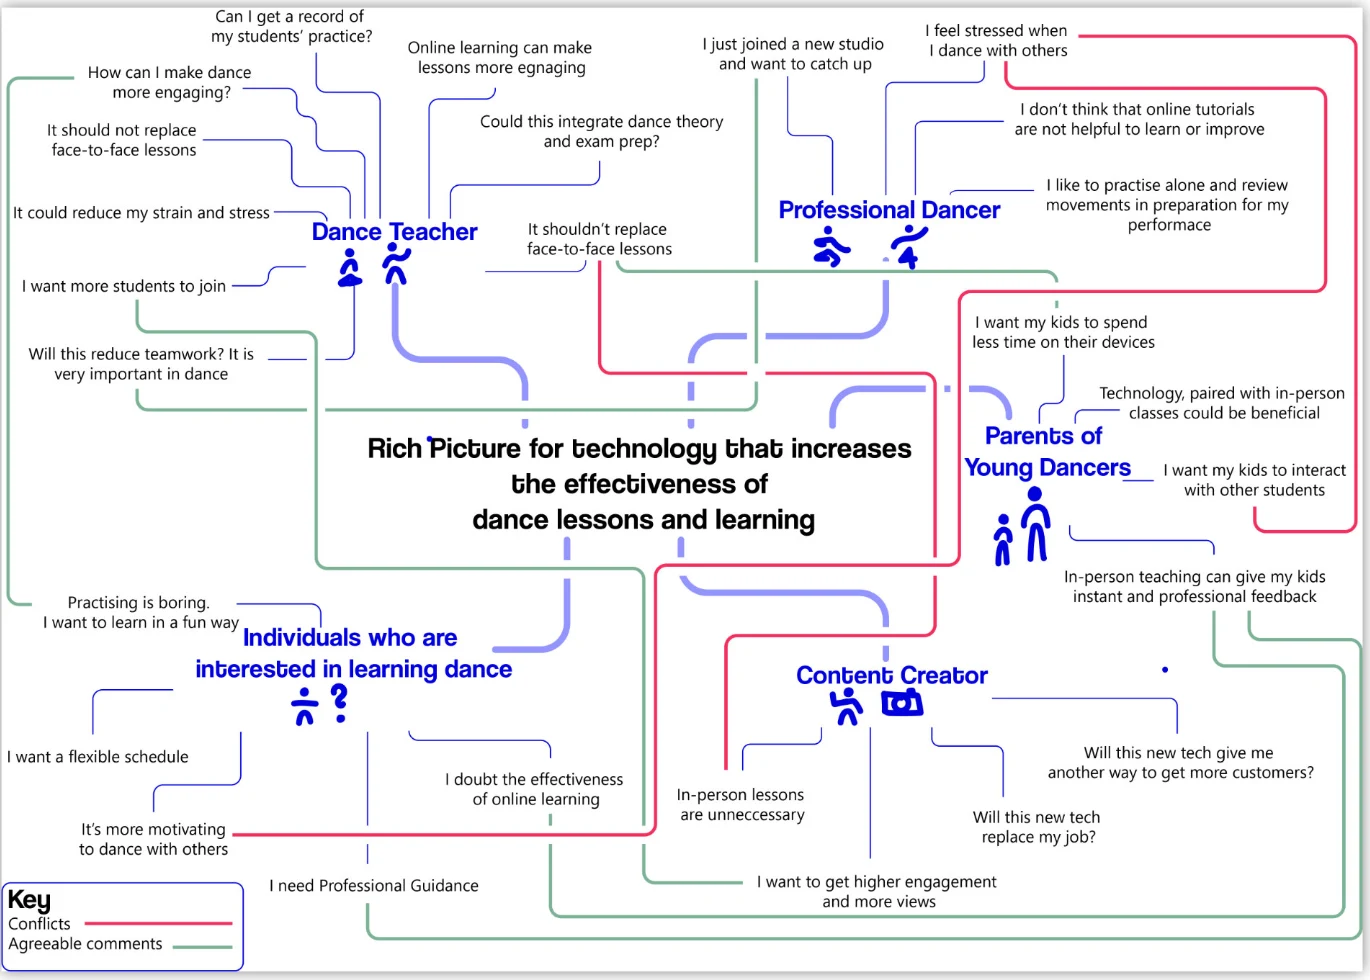 Can I get a record of
my students' practice?
Online learning can make
lessons more egnaging
How can I make dance
more engaging?
It should not replace
face-to-face lessons
Could this integrate dance theory
and exam prep?
It could reduce my strain and stress
Dance Teacher
It shouldn't replace
face-to-face lessons
I want more students to join
Will this reduce teamwork? It is
very important in dance
I just joined a new studio
and want to catch up
I feel stressed when
I dance with others
I don't think that online tutorials
are not helpful to learn or improve
I like to practise alone and review
movements in preparation for my
performace
Professional Dancer
I want my kids to spend
less time on their devices
Technology, paired with in-person
classes could be beneficial
Parents of
Young Dancers
I want my kids to interact
with other students
In-person teaching can give my kids
instant and professional feedback
Rich Picture for technology that increases
the effectiveness of
dance lessons and learning
Practising is boring.
I want to learn in a fun way
Individuals who are
interested in learning dance
?
I want a flexible schedule
I doubt the effectiveness
of online learning
It's more motivating
to dance with others
I need Professional Guidance
Content Creator
In-person lessons
are unneccessary
Will this new tech give me
another way to get more customers?
Will this new tech
replace my job?
I want to get higher engagement
and more views
Key
Conflicts
Agreeable comments